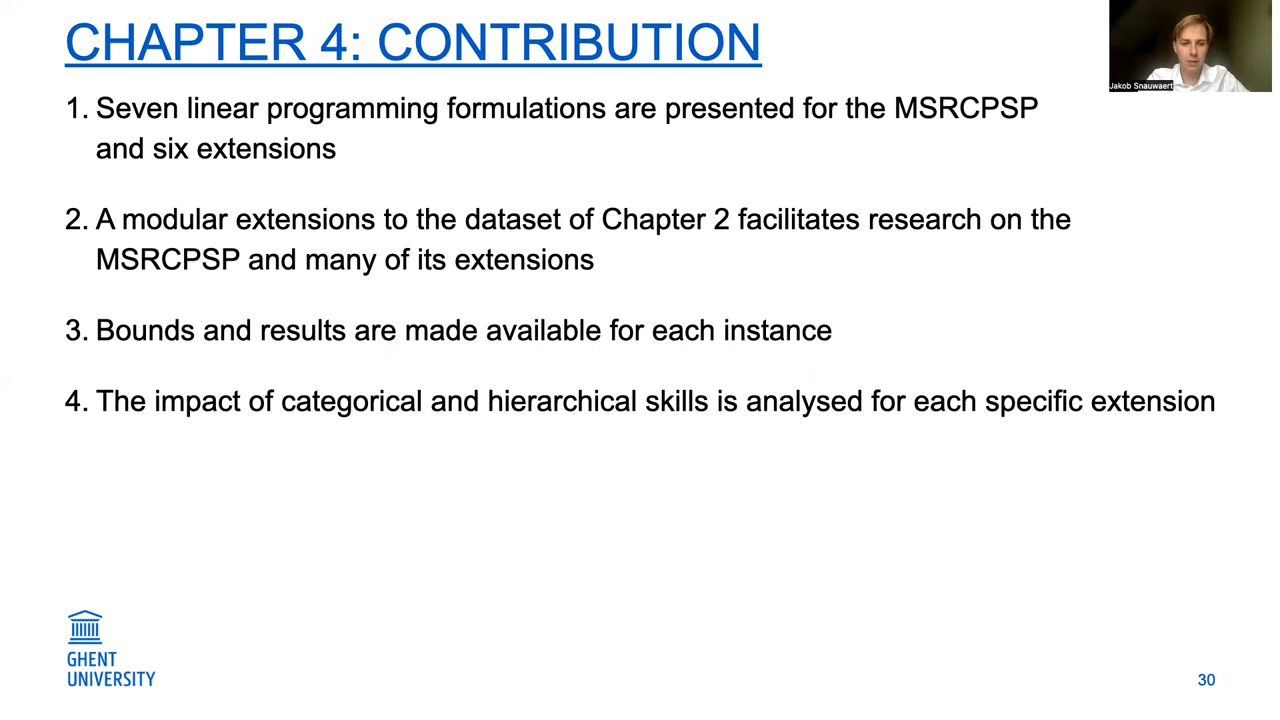 CHAPTER 4: CONTRIBUTION
Jakob Snauwaert
1. Seven linear programming formulations are presented for the MSRCPSP
and six extensions
2. A modular extensions to the dataset of Chapter 2 facilitates research on the
MSRCPSP and many of its extensions
3. Bounds and results are made available for each instance
4. The impact of categorical and hierarchical skills is analysed for each specific extension
GHENT
UNIVERSITY
30